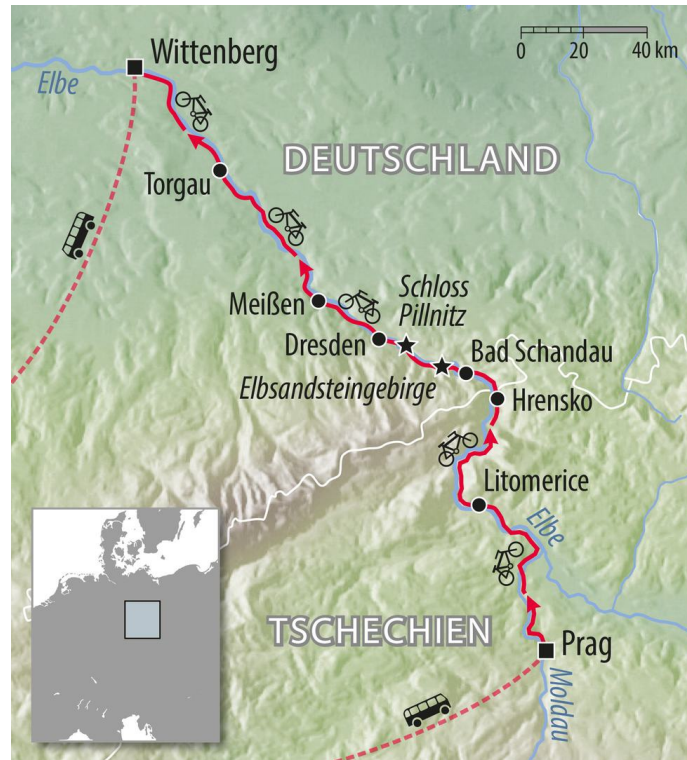 0 20 40 km
Wittenberg
Elbe
DEUTSCHLAND
Torgau
Schloss
Pillnitz
Meißen
Dresden
Bad Schandau
Elbsandsteingebirge
Hrensko
Litomerice
Elbe
TSCHECHIEN
Prag
Moldau